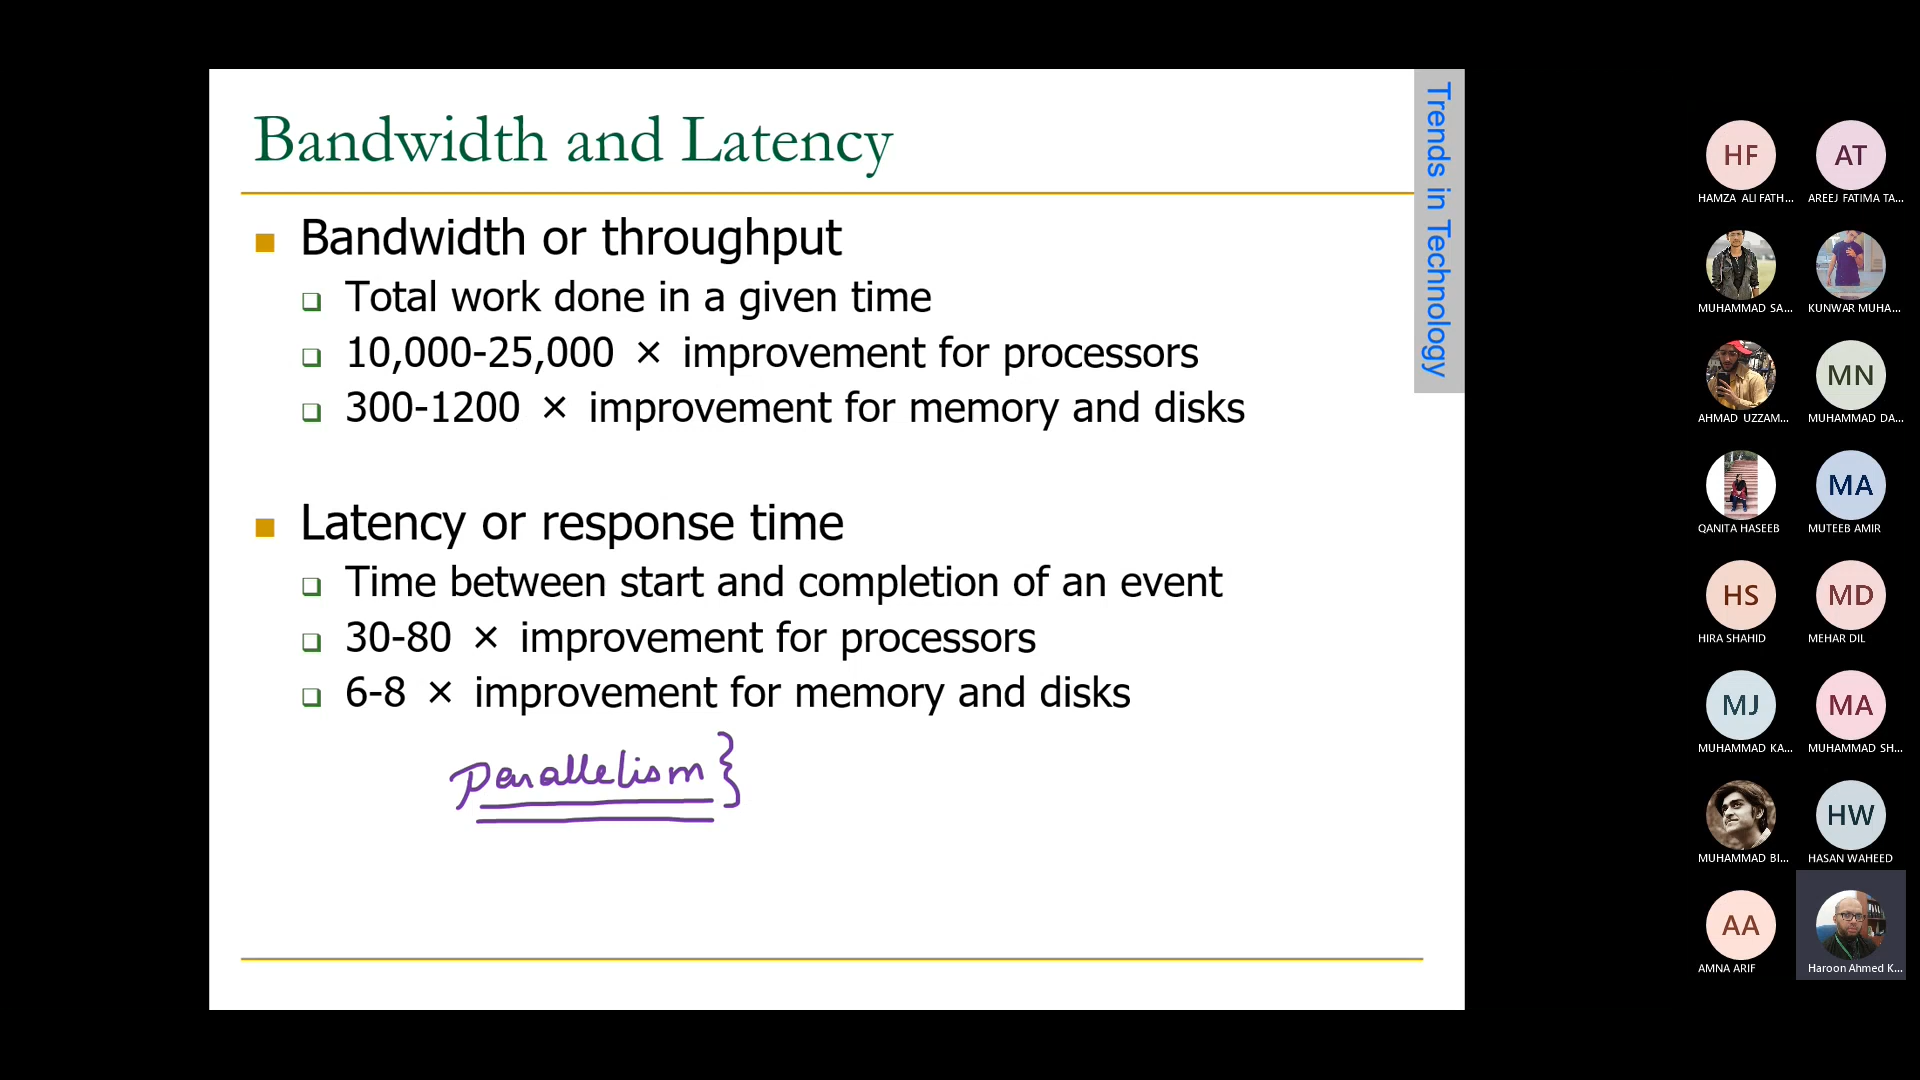 Bandwidth and Latency
Trends in Technology
Bandwidth or throughput
Total work done in a given time
10,000-25,000 × improvement for processors
300-1200 × improvement for memory and disks
Latency or response time
Time between start and completion of an event
30-80 × improvement for processors
6-8 × improvement for memory and disks
parallelism }
HF
AT
HAMZA ALI FATH...
AREEJ FATIMA TA...
MUHAMMAD SA...
KUNWAR MUHA...
MN
AHMAD UZZAM...
MUHAMMAD DA...
MA
QANITA HASEEB
MUTEEB AMIR
HS
MD
HIRA SHAHID
MEHAR DIL
MJ
MA
MUHAMMAD KA...
MUHAMMAD SH...
HW
MUHAMMAD BI...
HASAN WAHEED
AA
AMNA ARIF
Haroon Ahmed K...